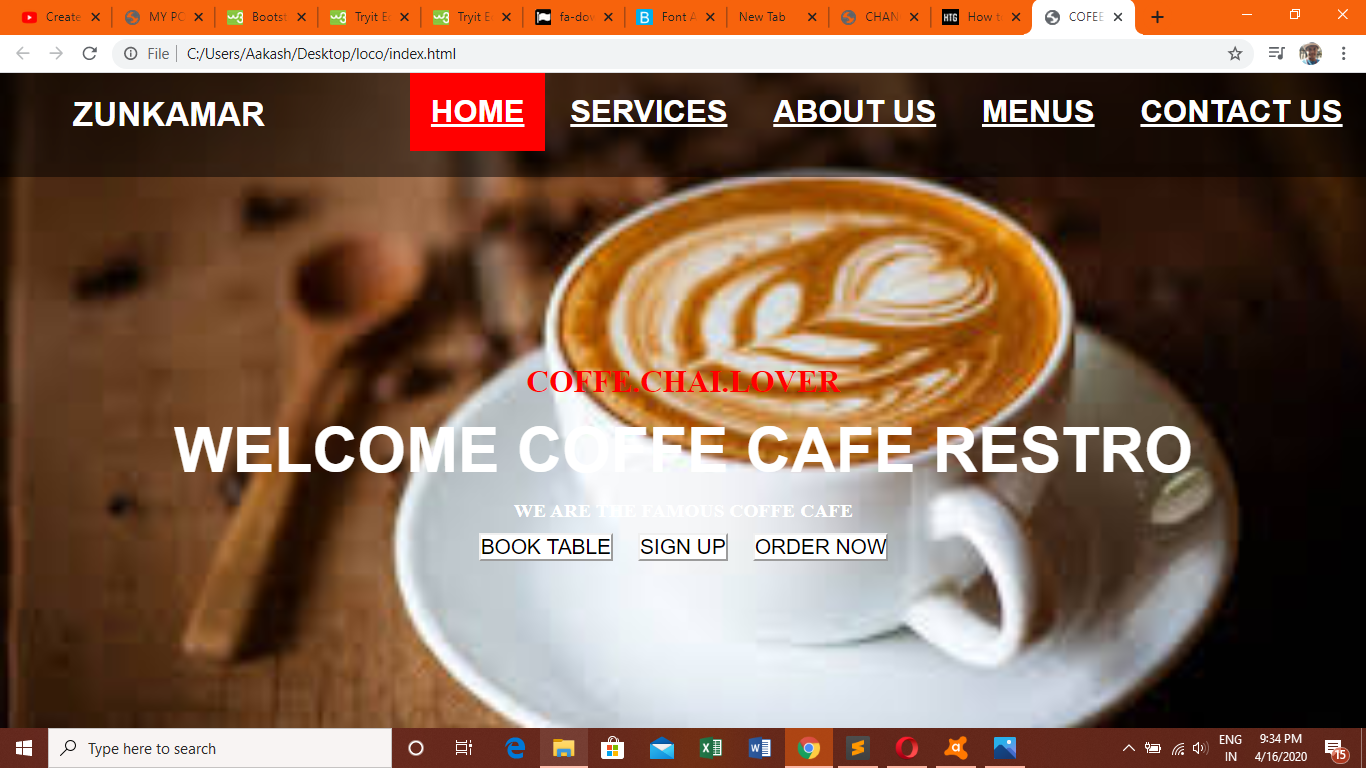 Create MY PC Bootst Tryit E Tryit E fa-dov Font A New Tab CHAN How t COFEE
File C:/Users/Aakash/Desktop/loco/index.html
ZUNKAMAR HOME SERVICES ABOUT US MENUS CONTACT US
COFFE.CHAI.LOVER
WELCOME COFFE CAFE RESTRO
WE ARE THE FAMOUS COFFE CAFE
BOOK TABLE SIGN UP ORDER NOW
Type here to search
ENG
IN
9:34 PM
4/16/2020
15